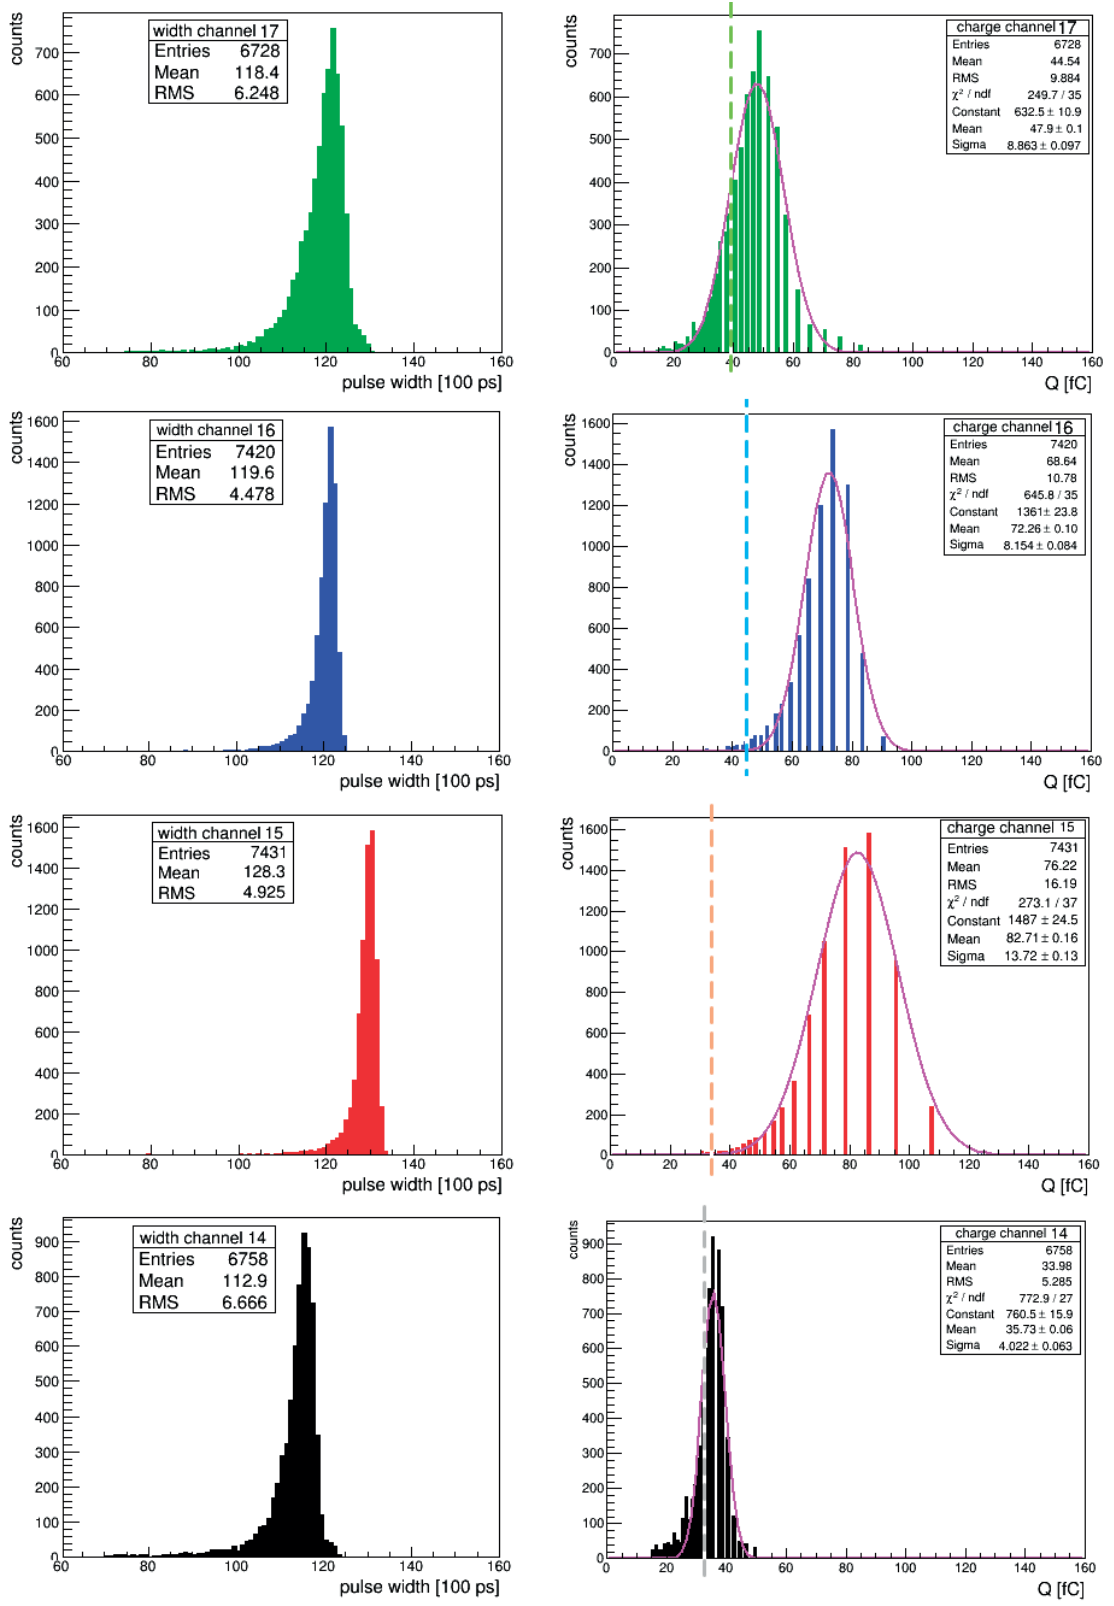 counts
width channel 17
Entries 6728
Mean 118.4
RMS 6.248
700
600
500
400
300
200
100
0
60 80 100 120 140 160
pulse width [100 ps]
counts
charge channel 17
Entries 6728
Mean 44.54
RMS 9.884
χ² / ndf 249.7 / 35
Constant 632.5 ± 10.9
Mean 47.9 ± 0.1
Sigma 8.863 ± 0.097
700
600
500
400
300
200
100
0
0 20 40 60 80 100 120 140 160
Q [fC]
counts
width channel 16
Entries 7420
Mean 119.6
RMS 4.478
1600
1400
1200
1000
800
600
400
200
0
60 80 100 120 140 160
pulse width [100 ps]
counts
charge channel 16
Entries 7420
Mean 68.64
RMS 10.78
χ² / ndf 645.8 / 35
Constant 1361± 23.8
Mean 72.26 ± 0.10
Sigma 8.154 ± 0.084
1600
1400
1200
1000
800
600
400
200
0
0 20 40 60 80 100 120 140 160
Q [fC]
counts
width channel 15
Entries 7431
Mean 128.3
RMS 4.925
1600
1400
1200
1000
800
600
400
200
0
60 80 100 120 140 160
pulse width [100 ps]
counts
charge channel 15
Entries 7431
Mean 76.22
RMS 16.19
χ² / ndf 273.1 / 37
Constant 1487 ± 24.5
Mean 82.71 ± 0.16
Sigma 13.72 ± 0.13
1600
1400
1200
1000
800
600
400
200
0
0 20 40 60 80 100 120 140 160
Q [fC]
counts
width channel 14
Entries 6758
Mean 112.9
RMS 6.666
900
800
700
600
500
400
300
200
100
0
60 80 100 120 140 160
pulse width [100 ps]
counts
charge channel 14
Entries 6758
Mean 33.98
RMS 5.285
χ² / ndf 772.9 / 27
Constant 760.5 ± 15.9
Mean 35.73 ± 0.06
Sigma 4.022 ± 0.063
900
800
700
600
500
400
300
200
100
0
0 20 40 60 80 100 120 140 160
Q [fC]